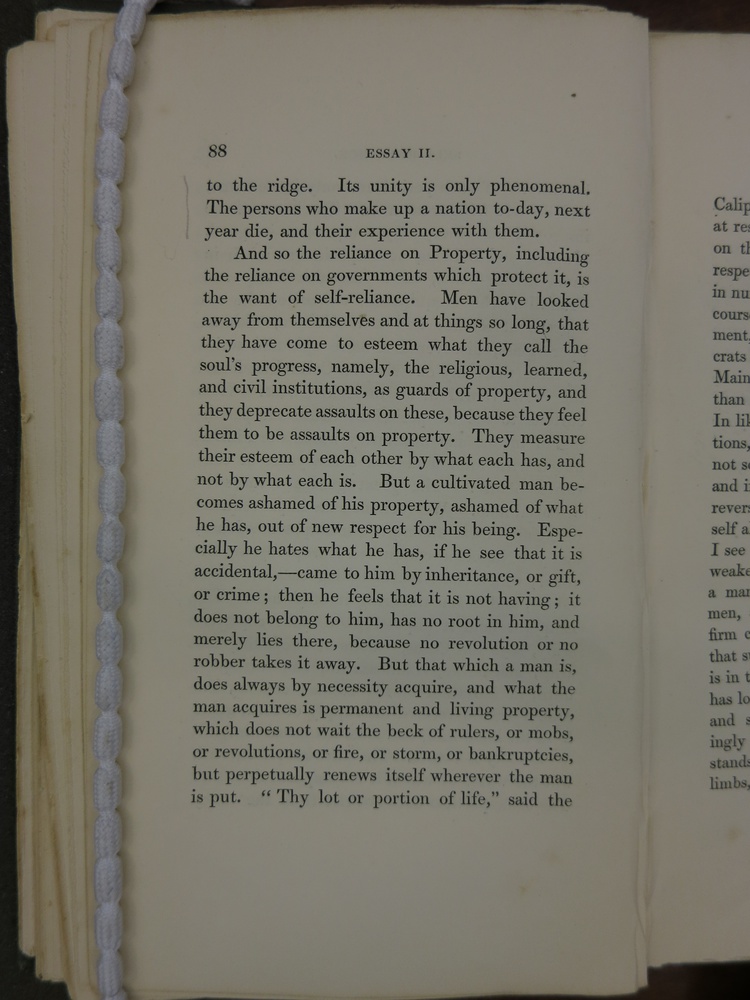 88 ESSAY II.
to the ridge. Its unity is only phenomenal.
The persons who make up a nation to-day, next
year die, and their experience with them.
And so the reliance on Property, including
the reliance on governments which protect it, is
the want of self-reliance. Men have looked
away from themselves and at things so long, that
they have come to esteem what they call the
soul's progress, namely, the religious, learned,
and civil institutions, as guards of property, and
they deprecate assaults on these, because they feel
them to be assaults on property. They measure
their esteem of each other by what each has, and
not by what each is. But a cultivated man be-
comes ashamed of his property, ashamed of what
he has, out of new respect for his being. Espe-
cially he hates what he has, if he see that it is
accidental,—came to him by inheritance, or gift,
or crime; then he feels that it is not having; it
does not belong to him, has no root in him, and
merely lies there, because no revolution or no
robber takes it away. But that which a man is,
does always by necessity acquire, and what the
man acquires is permanent and living property,
which does not wait the beck of rulers, or mobs,
or revolutions, or fire, or storm, or bankruptcies,
but perpetually renews itself wherever the man
is put. "Thy lot or portion of life," said the
Calip
at re
on th
respe
in nu
cours
ment,
crats
Main
than
In lik
tions,
not s
and i
rever
self a
I see
weake
a man
men,
firm c
that s
is in t
has lo
and s
ingly
stands
limbs,